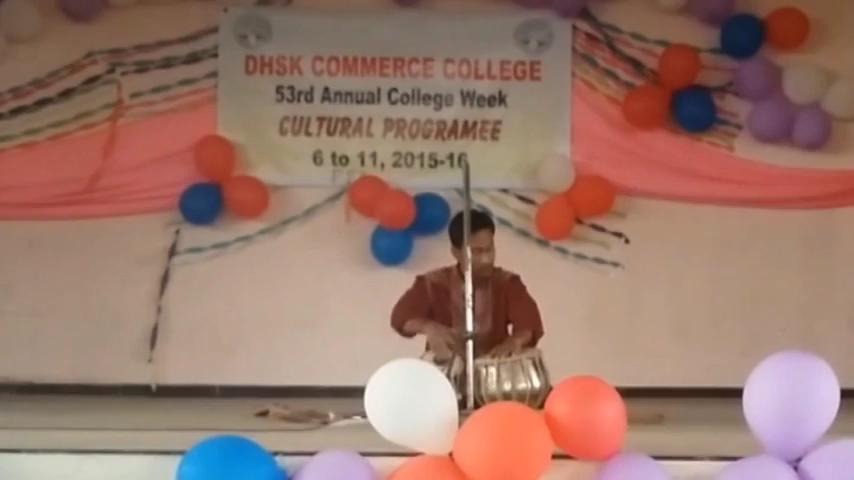 DHSK COMMERCE COLLEGE
53rd Annual College Week
CULTURAL PROGRAMEE
6 to 11, 2015-16